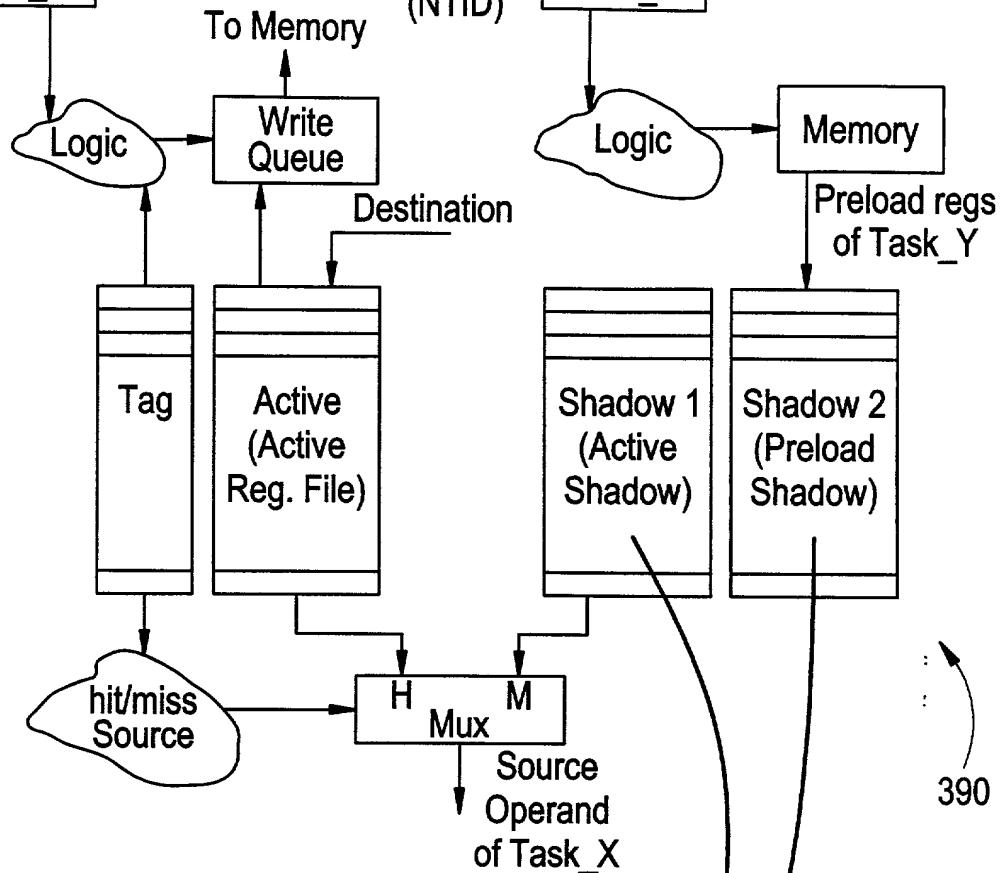 (NTID)
To Memory
Logic
Write
Queue
Logic
Memory
Destination
Preload regs
of Task_Y
Tag
Active
(Active
Reg. File)
Shadow 1
(Active
Shadow)
Shadow 2
(Preload
Shadow)
hit/miss
Source
H
M
Mux
Source
Operand
of Task_X
390